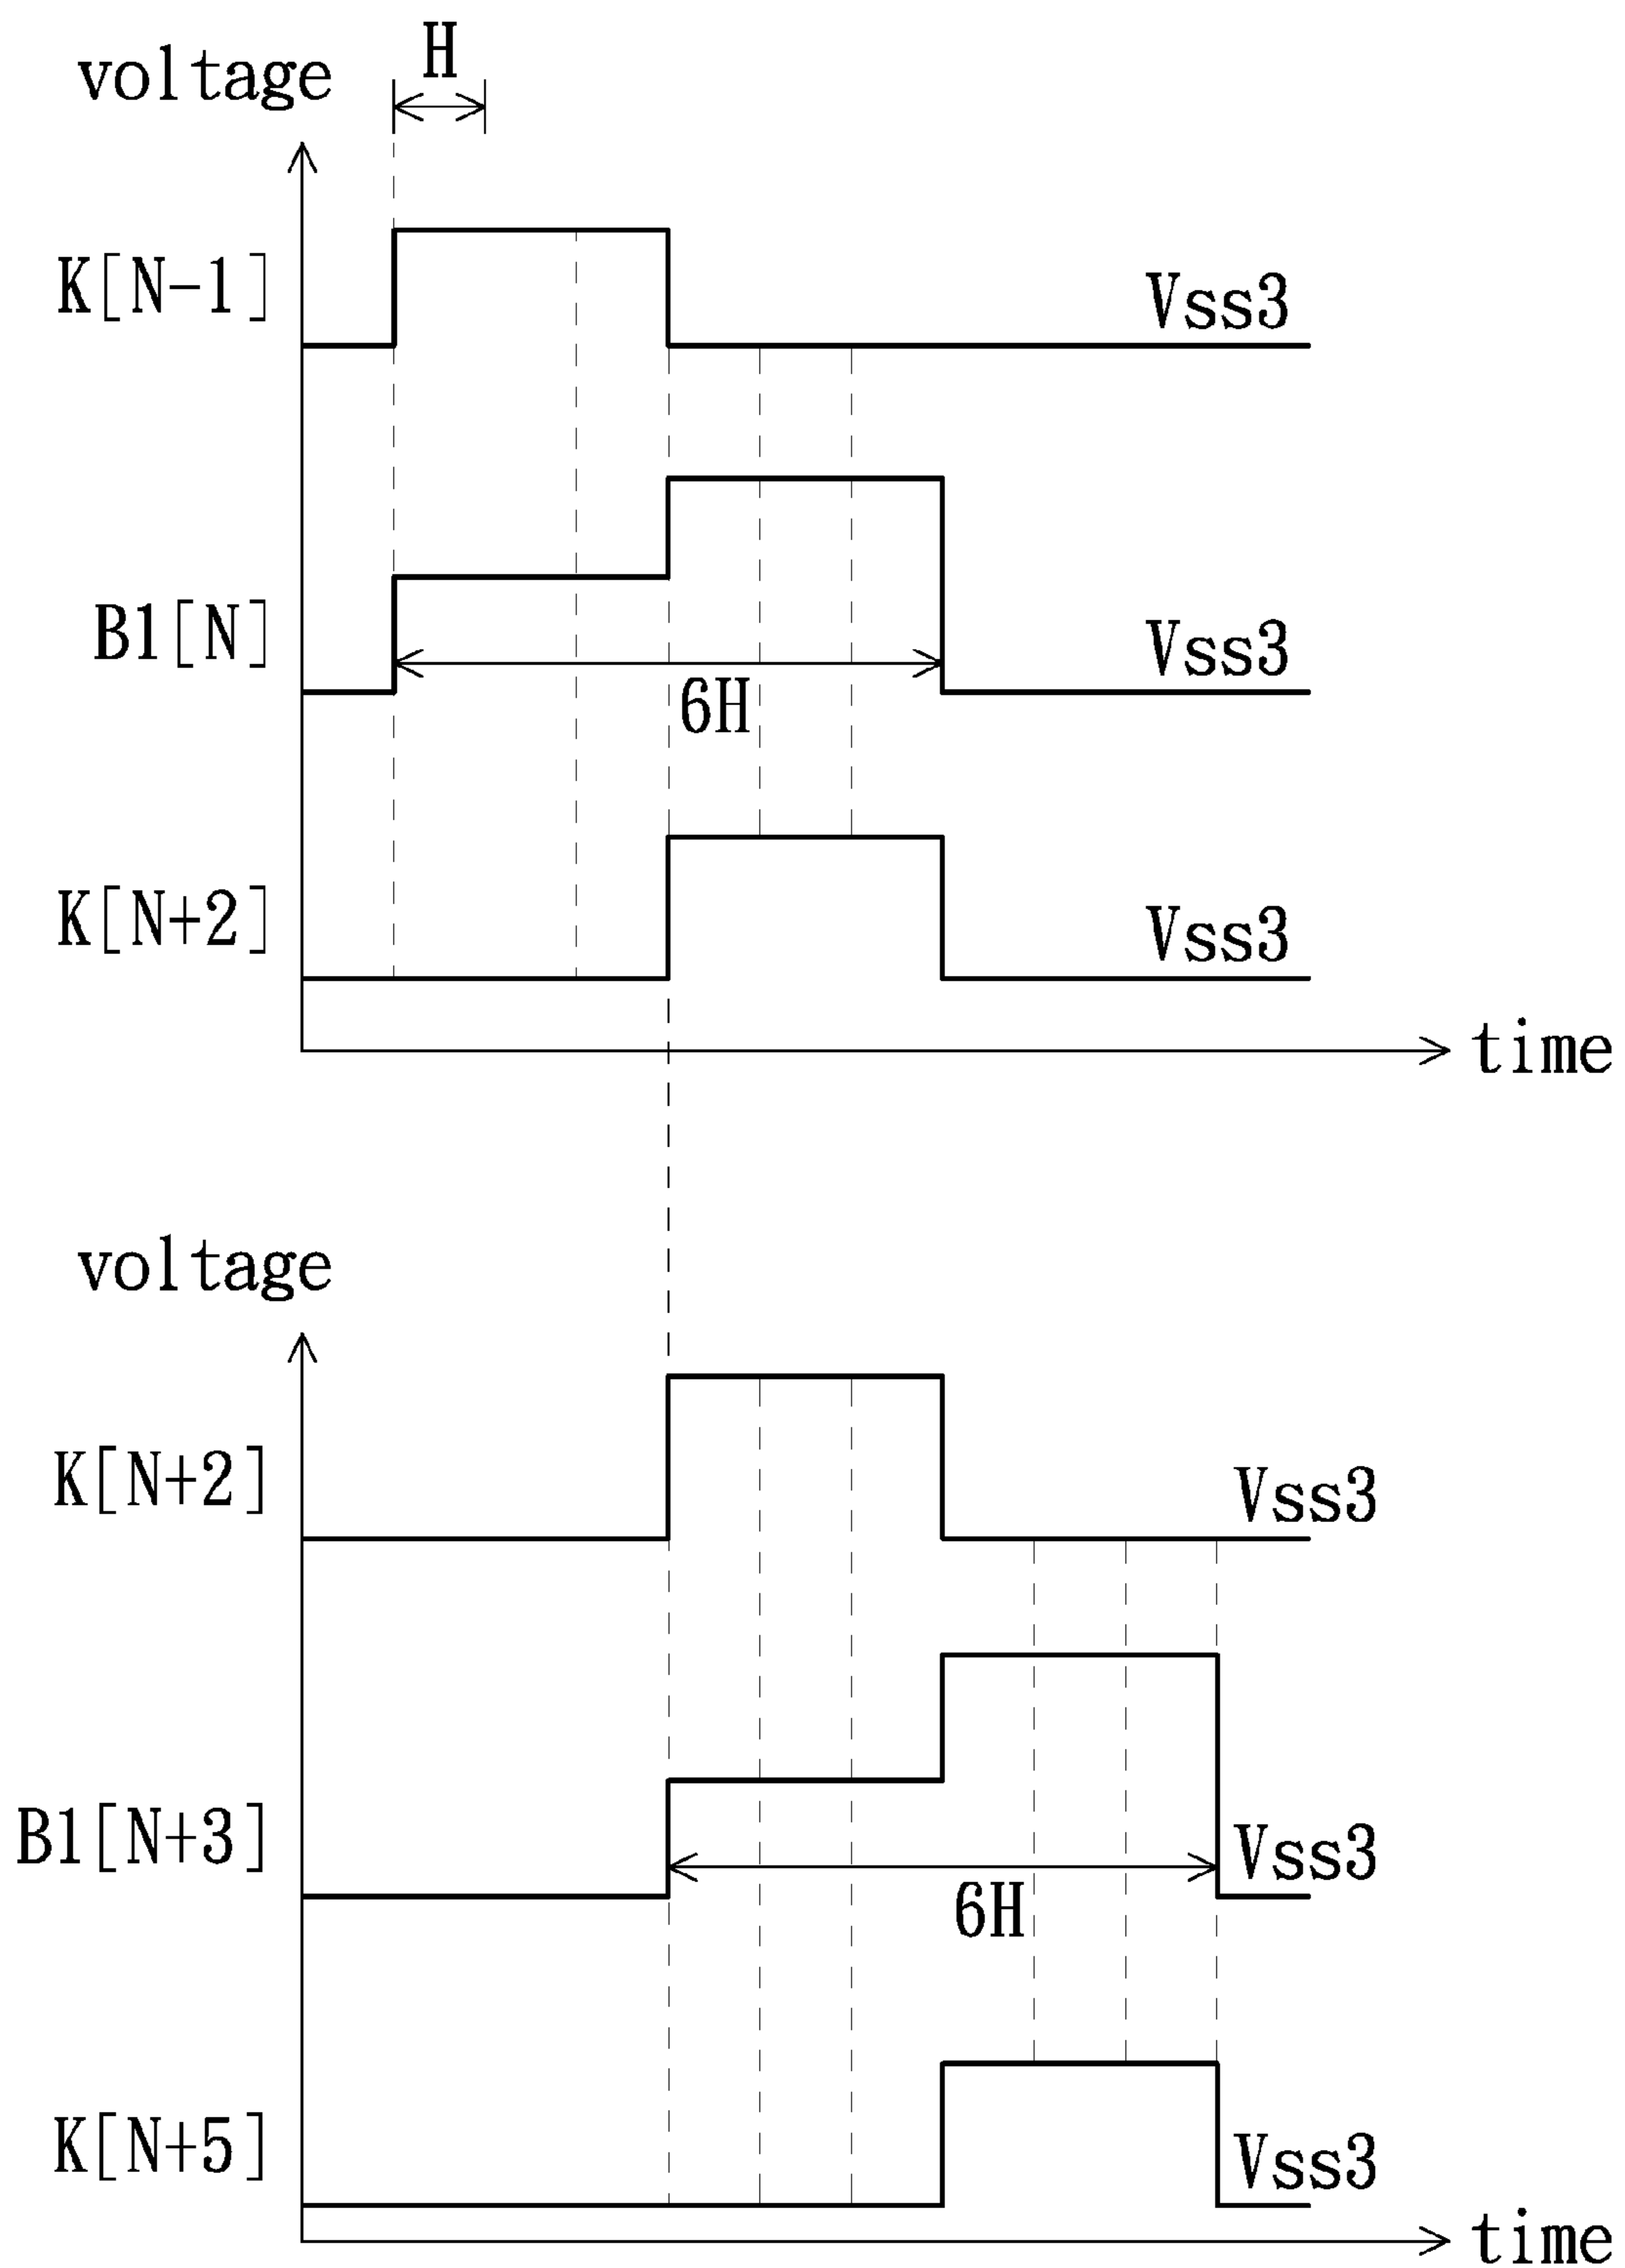 H
voltage
K[N-1]
Vss3
B1[N]
Vss3
6H
K[N+2]
Vss3
time
voltage
K[N+2]
Vss3
B1[N+3]
Vss3
6H
K[N+5]
Vss3
time